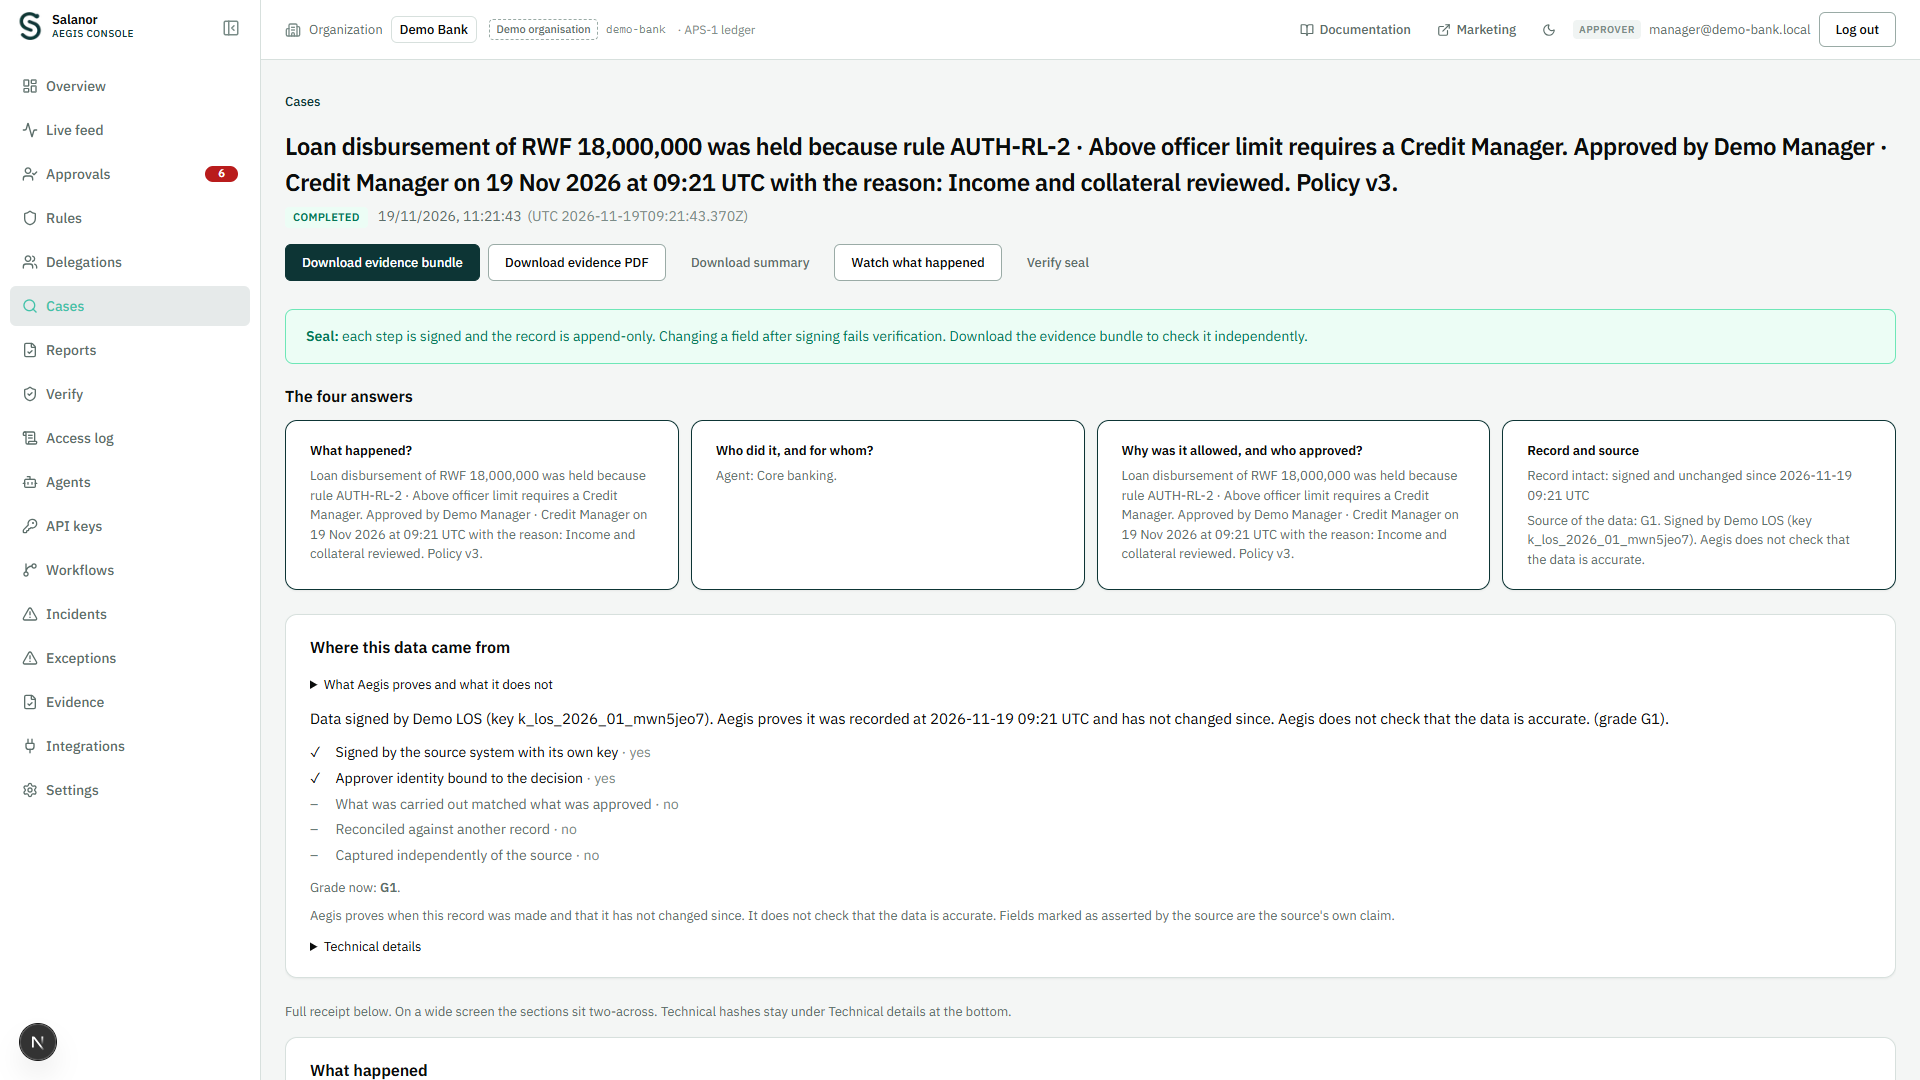 Salanor
AEGIS CONSOLE
Organization
Demo Bank
Demo organisation
demo-bank
· APS-1 ledger
Documentation
Marketing
APPROVER
manager@demo-bank.local
Log out
Overview
Live feed
Approvals
6
Rules
Delegations
Cases
Reports
Verify
Access log
Agents
API keys
Workflows
Incidents
Exceptions
Evidence
Integrations
Settings
N
Cases
Loan disbursement of RWF 18,000,000 was held because rule AUTH-RL-2 · Above officer limit requires a Credit Manager. Approved by Demo Manager ·
Credit Manager on 19 Nov 2026 at 09:21 UTC with the reason: Income and collateral reviewed. Policy v3.
COMPLETED 19/11/2026, 11:21:43 (UTC 2026-11-19T09:21:43.370Z)
Download evidence bundle
Download evidence PDF
Download summary
Watch what happened
Verify seal
Seal: each step is signed and the record is append-only. Changing a field after signing fails verification. Download the evidence bundle to check it independently.
The four answers
What happened?
Loan disbursement of RWF 18,000,000 was held because
rule AUTH-RL-2 · Above officer limit requires a Credit
Manager. Approved by Demo Manager · Credit Manager on
19 Nov 2026 at 09:21 UTC with the reason: Income and
collateral reviewed. Policy v3.
Who did it, and for whom?
Agent: Core banking.
Why was it allowed, and who approved?
Loan disbursement of RWF 18,000,000 was held because
rule AUTH-RL-2 · Above officer limit requires a Credit
Manager. Approved by Demo Manager · Credit Manager on
19 Nov 2026 at 09:21 UTC with the reason: Income and
collateral reviewed. Policy v3.
Record and source
Record intact: signed and unchanged since 2026-11-19
09:21 UTC
Source of the data: G1. Signed by Demo LOS (key
k_los_2026_01_mwn5jeo7). Aegis does not check that
the data is accurate.
Where this data came from
What Aegis proves and what it does not
Data signed by Demo LOS (key k_los_2026_01_mwn5jeo7). Aegis proves it was recorded at 2026-11-19 09:21 UTC and has not changed since. Aegis does not check that the data is accurate. (grade G1).
✓ Signed by the source system with its own key · yes
✓ Approver identity bound to the decision · yes
– What was carried out matched what was approved · no
– Reconciled against another record · no
– Captured independently of the source · no
Grade now: G1.
Aegis proves when this record was made and that it has not changed since. It does not check that the data is accurate. Fields marked as asserted by the source are the source's own claim.
Technical details
Full receipt below. On a wide screen the sections sit two-across. Technical hashes stay under Technical details at the bottom.
What happened